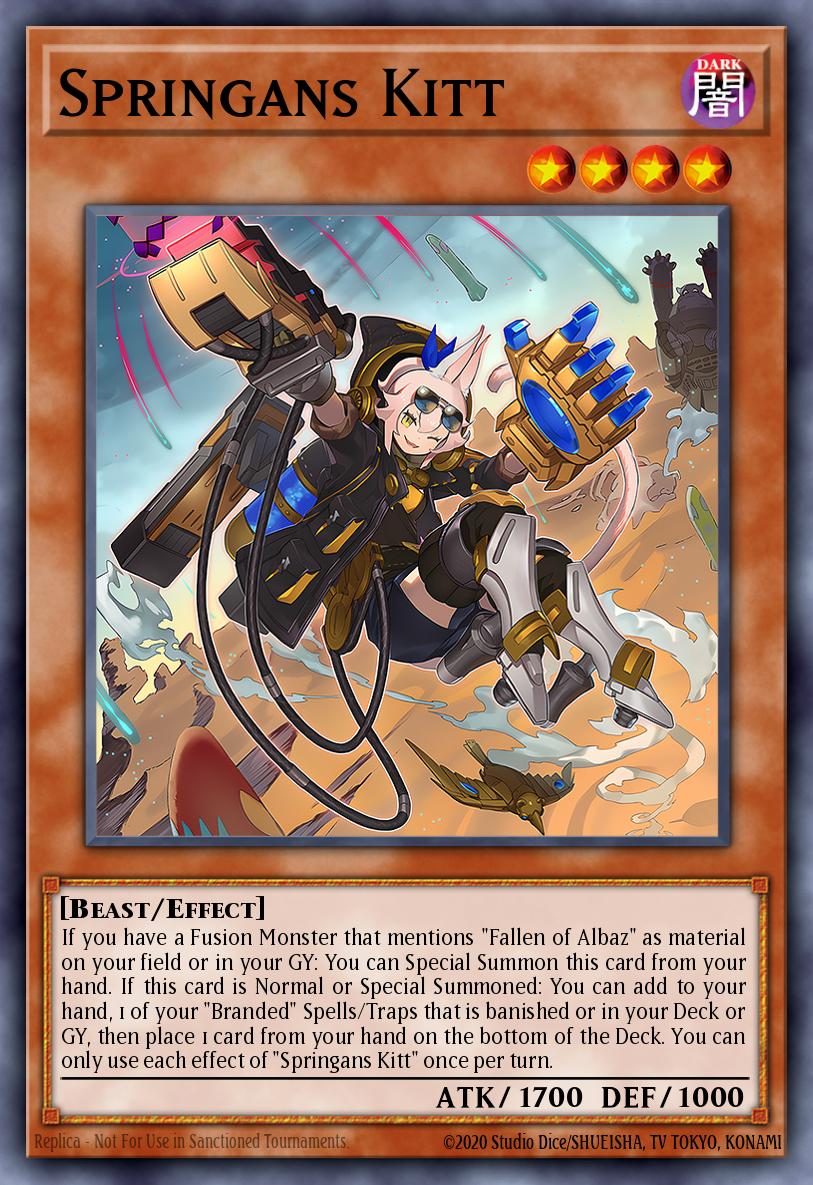 Springans Kitt
DARK
闇
[Beast/Effect]
If you have a Fusion Monster that mentions "Fallen of Albaz" as material
on your field or in your GY: You can Special Summon this card from your
hand. If this card is Normal or Special Summoned: You can add to your
hand, 1 of your "Branded" Spells/Traps that is banished or in your Deck or
GY, then place 1 card from your hand on the bottom of the Deck. You can
only use each effect of "Springans Kitt" once per turn.
ATK/ 1700 DEF/ 1000
Replica - Not For Use in Sanctioned Tournaments.
©2020 Studio Dice/SHUEISHA, TV TOKYO, KONAMI